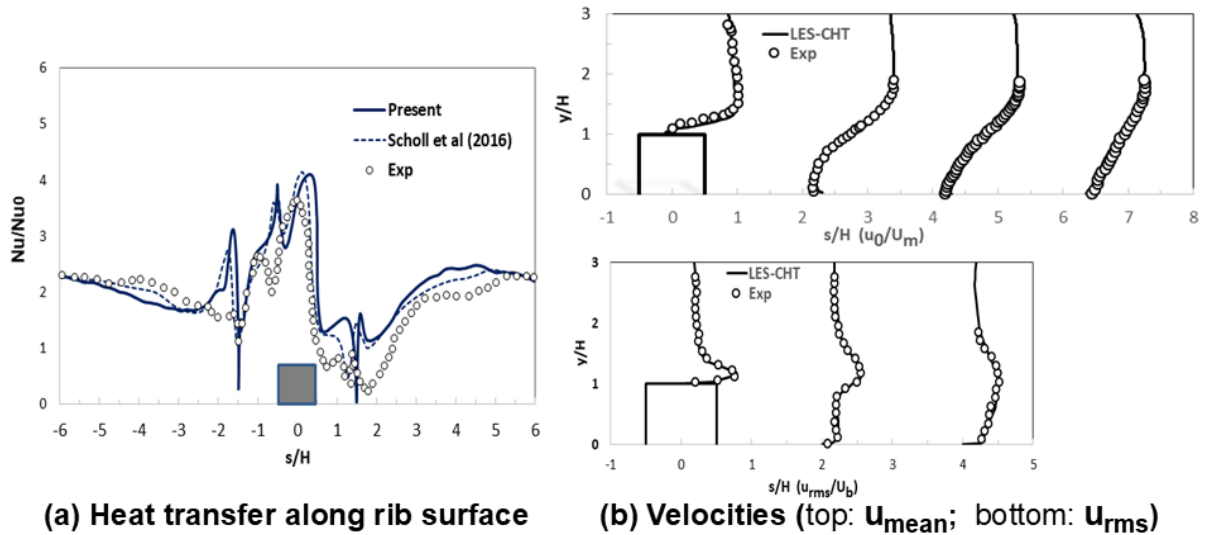 6
5
4
3
2
1
0
Nu/Nu0
Present
Scholl et al (2016)
Exp
-6 -5 -4 -3 -2 -1 0 1 2 3 4 5 6
s/H
(a) Heat transfer along rib surface
3
2
1
0
y/H
LES-CHT
Exp
-1 0 1 2 3 4 5 6 7 8
s/H (u0/Um)
3
2
1
0
y/H
LES-CHT
Exp
-1 0 1 2 3 4 5
s/H (urms/Ub)
(b) Velocities (top: umean; bottom: urms)